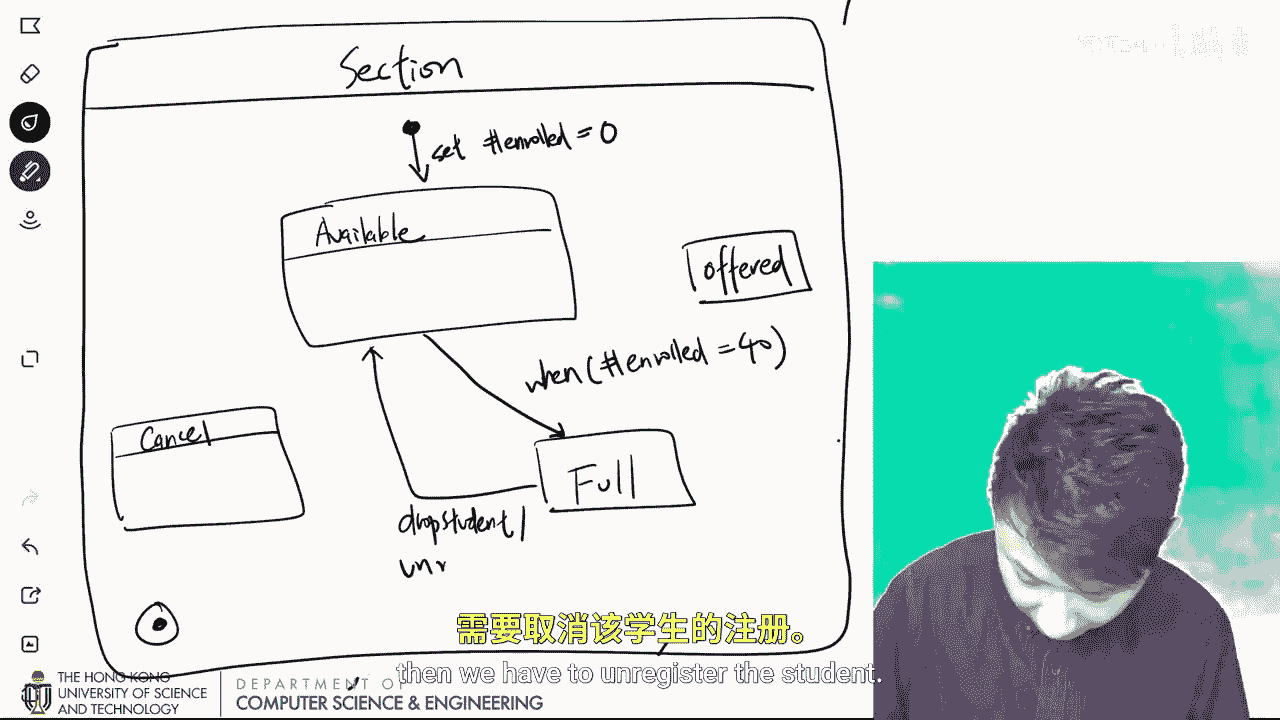 Section
set #enrolled = 0
Available
offered
when(#enrolled = 40)
Cancel
Full
dropstudent/
unr
需要取消该学生的注册。
then we have to unregister the student.
THE HONG KONG
UNIVERSITY OF SCIENCE
AND TECHNOLOGY
DEPARTMENT OF
COMPUTER SCIENCE & ENGINEERING